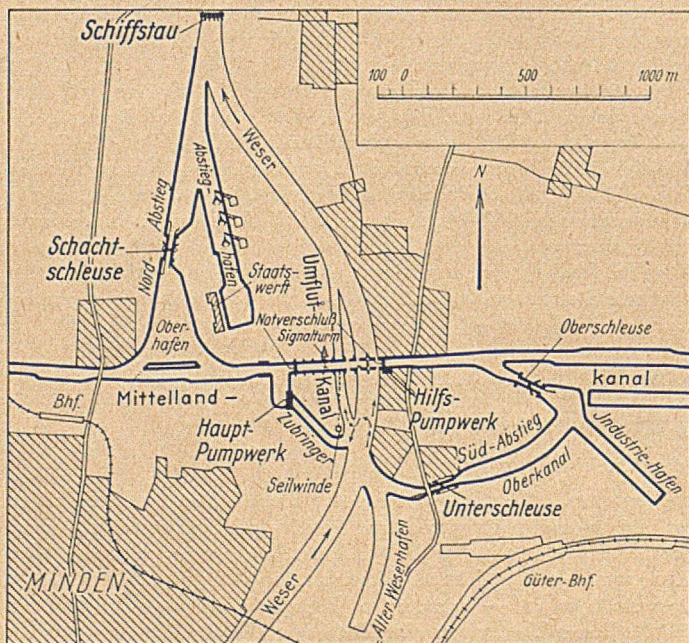 Schiffstau
100 0 500 1000 m
Weser
Abstieg-
hafen
N
Nord-
Abstieg
Schacht-
schleuse
Umflut-
Kanal
Staats-
werft
Notverschluß
Signalturm
Ober-
hafen
Oberschleuse
Mittelland-
kanal
Bhf.
Haupt-
Pumpwerk
Zubringer
Hilfs-
Pumpwerk
Süd-Abstieg
Oberkanal
Jndustrie-Hafen
Seilwinde
Unterschleuse
MINDEN
Weser
Alter Weserhafen
Güter-Bhf.